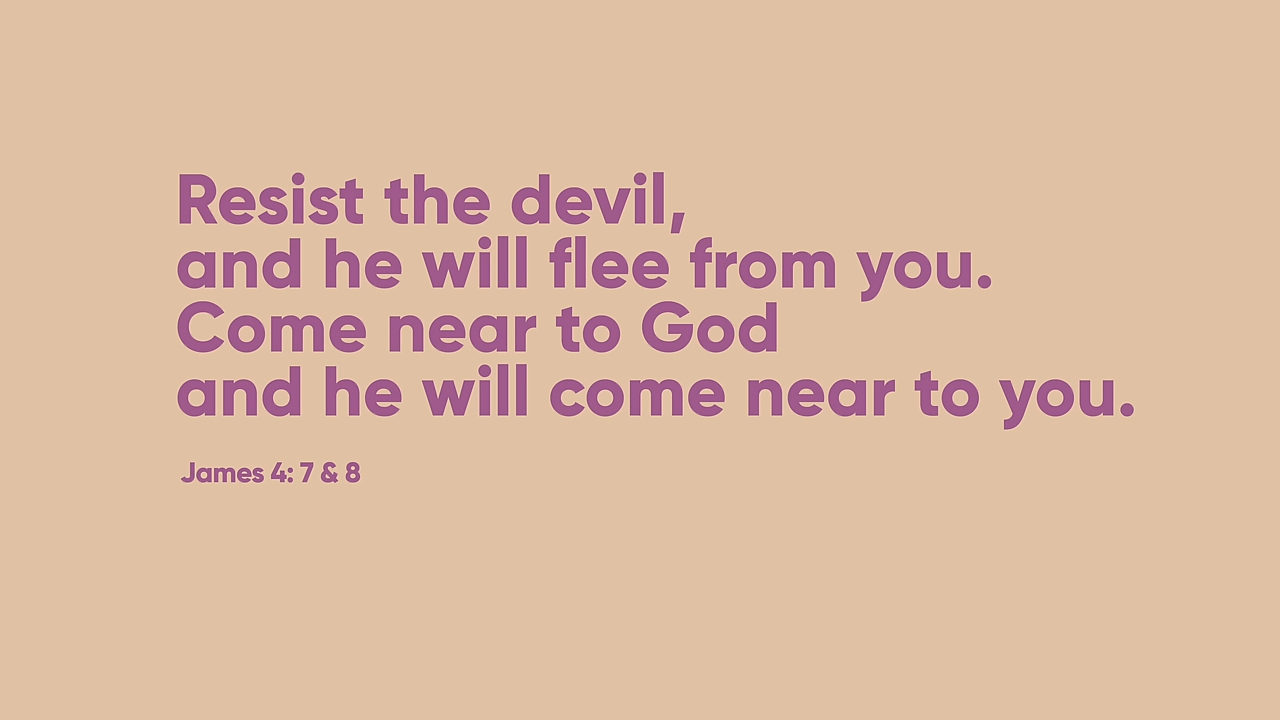 Resist the devil,
and he will flee from you.
Come near to God
and he will come near to you.
James 4: 7 & 8